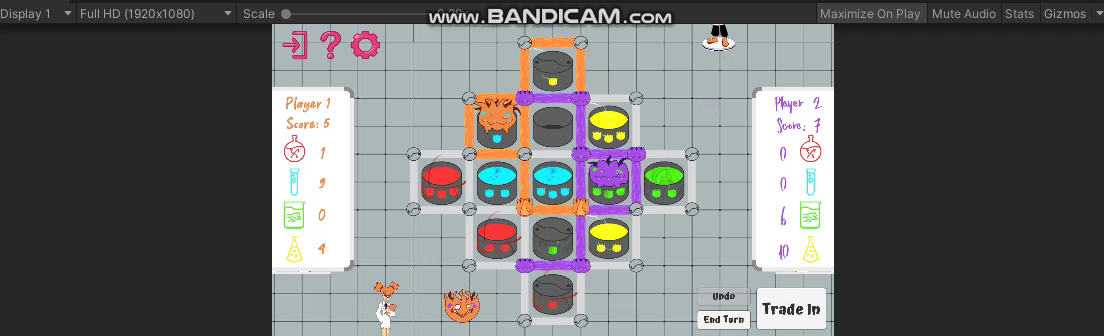 Display 1
Full HD (1920x1080)
Scale
www.BANDICAM.com
Maximize On Play
Mute Audio
Stats
Gizmos
?
Player 1
Score: 5
1
9
0
4
Player 2
Score: 7
0
0
6
10
Undo
End Turn
Trade In